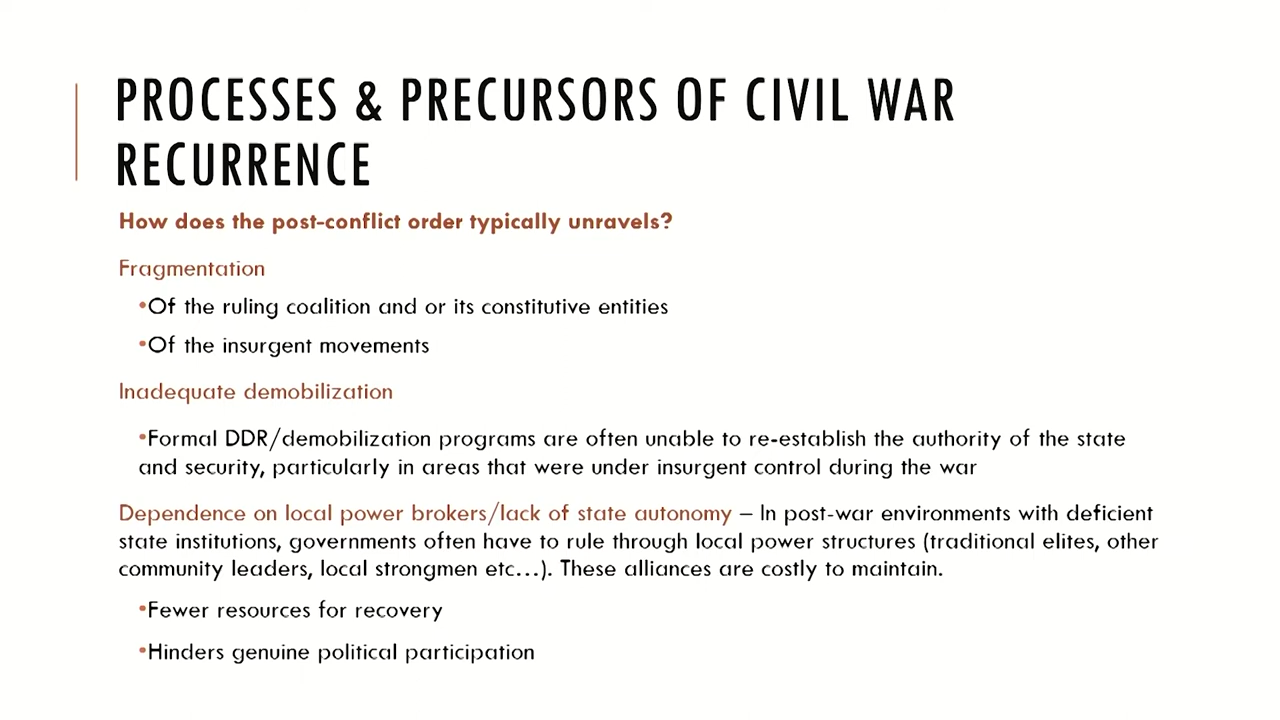 PROCESSES & PRECURSORS OF CIVIL WAR
RECURRENCE
How does the post-conflict order typically unravels?
Fragmentation
•Of the ruling coalition and or its constitutive entities
•Of the insurgent movements
Inadequate demobilization
•Formal DDR/demobilization programs are often unable to re-establish the authority of the state
and security, particularly in areas that were under insurgent control during the war
Dependence on local power brokers/lack of state autonomy – In post-war environments with deficient
state institutions, governments often have to rule through local power structures (traditional elites, other
community leaders, local strongmen etc...). These alliances are costly to maintain.
•Fewer resources for recovery
•Hinders genuine political participation